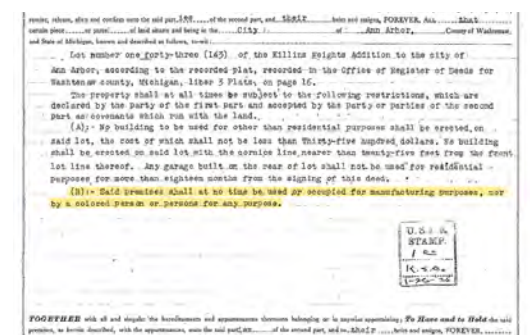 remise, release, alien and confirm unto the said part ies of the second part, and their heirs and assigns, FOREVER, ALL that
certain piece or parcel of land situate and being in the City of Ann Arbor, County of Washtenaw,
and State of Michigan, known and described as follows, to-wit:
Lot number one forty-three (143) of the Killins Heights Addition to the city of
Ann Arbor, according to the recorded plat, recorded in the Office of Register of Deeds for
Washtenaw county, Michigan, liber 5 Plats, on page 16.
The property shall at all times be subject to the following restrictions, which are
declared by the party of the first part and accepted by the party or parties of the second
part as covenants which run with the land.
(A):- No building to be used for other than residential purposes shall be erected on
said lot, the cost of which shall not be less than Thirty-five hundred dollars. No building
shall be erected on said lot with the cornice line nearer than twenty-five feet from the front
lot line thereof. Any garage built on the rear of lot shall not be used for residential
purposes for more than eighteen months from the signing of this deed.
(B):- Said premises shall at no time be used or occupied for manufacturing purposes, nor
by a colored person or persons for any purpose.
U.S.I.R.
STAMP.
K.S.A.
TOGETHER with all and singular the hereditaments and appurtenances thereunto belonging or in anywise appertaining; To Have and to Hold the said
premises, as herein described, with the appurtenances, unto the said part of the second part, and to their heirs and assigns, FOREVER.